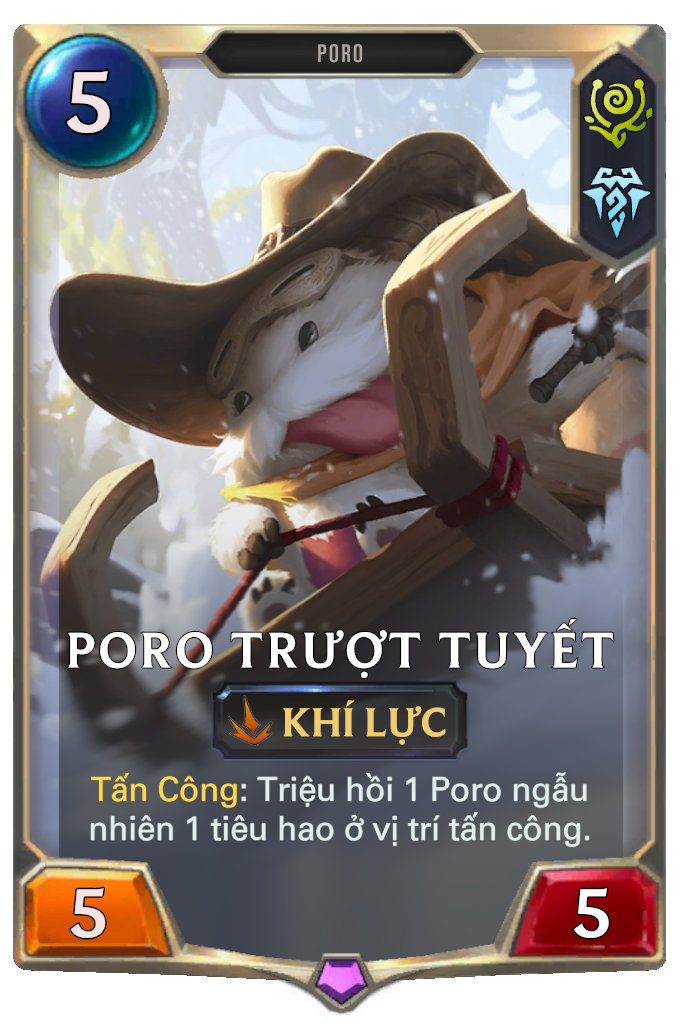 5
PORO
PORO TRƯỢT TUYẾT
KHÍ LỰC
Tấn Công: Triệu hồi 1 Poro ngẫu
nhiên 1 tiêu hao ở vị trí tấn công.
5
5